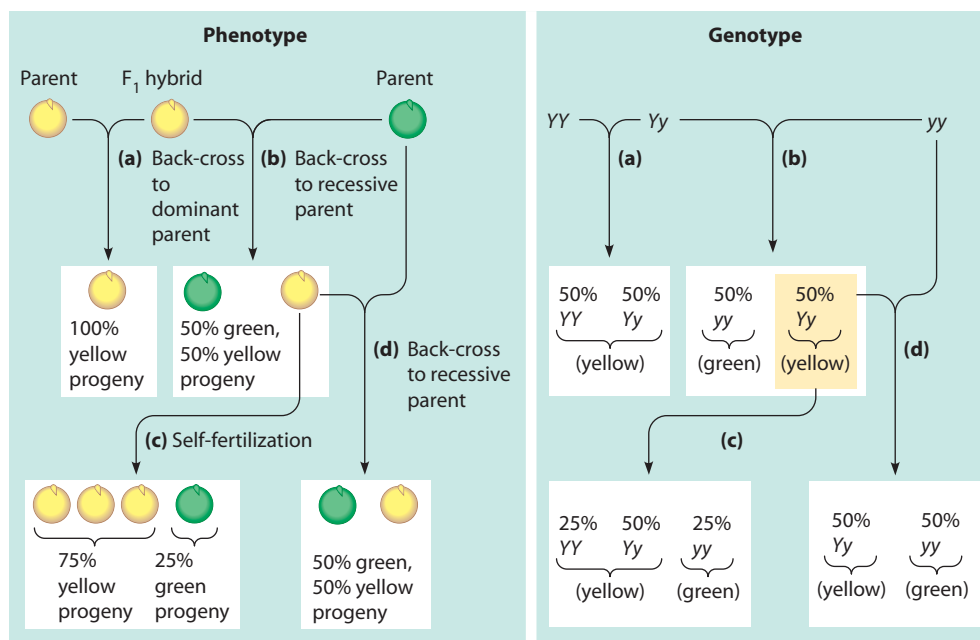 Phenotype
Parent
F1 hybrid
Parent
(a) Back-cross
to
dominant
parent
(b) Back-cross
to recessive
parent
100%
yellow
progeny
50% green,
50% yellow
progeny
(d) Back-cross
to recessive
parent
(c) Self-fertilization
75%
yellow
progeny
25%
green
progeny
50% green,
50% yellow
progeny
Genotype
YY
Yy
yy
(a)
(b)
50%
YY
50%
Yy
(yellow)
50%
yy
(green)
50%
Yy
(yellow)
(d)
(c)
25%
YY
50%
Yy
(yellow)
25%
yy
(green)
50%
Yy
(yellow)
50%
yy
(green)